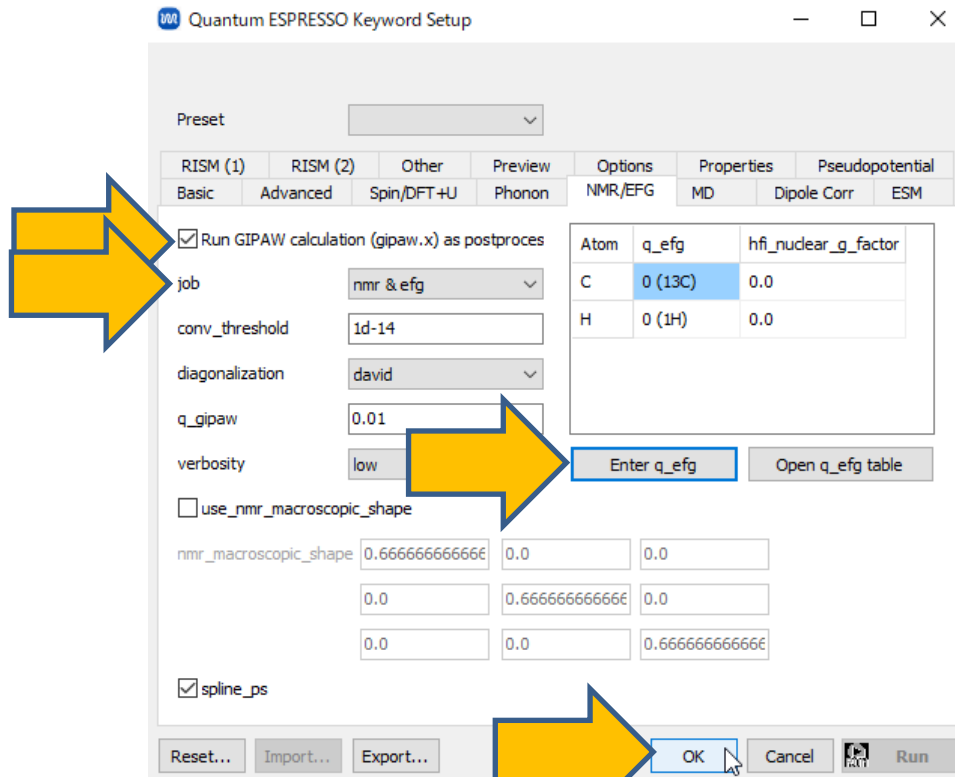 Quantum ESPRESSO Keyword Setup
Preset
RISM (1) RISM (2) Other Preview Options Properties Pseudopotential
Basic Advanced Spin/DFT+U Phonon NMR/EFG MD Dipole Corr ESM
Run GIPAW calculation (gipaw.x) as postproces
job nmr & efg
conv_threshold 1d-14
diagonalization david
q_gipaw 0.01
verbosity low
Atom q_efg hfi_nuclear_g_factor
C 0 (13C) 0.0
H 0 (1H) 0.0
Enter q_efg Open q_efg table
use_nmr_macroscopic_shape
nmr_macroscopic_shape 0.66666666666 0.0 0.0
0.0 0.666666666666 0.0
0.0 0.0 0.666666666666
spline_ps
Reset... Import... Export... OK Cancel Run